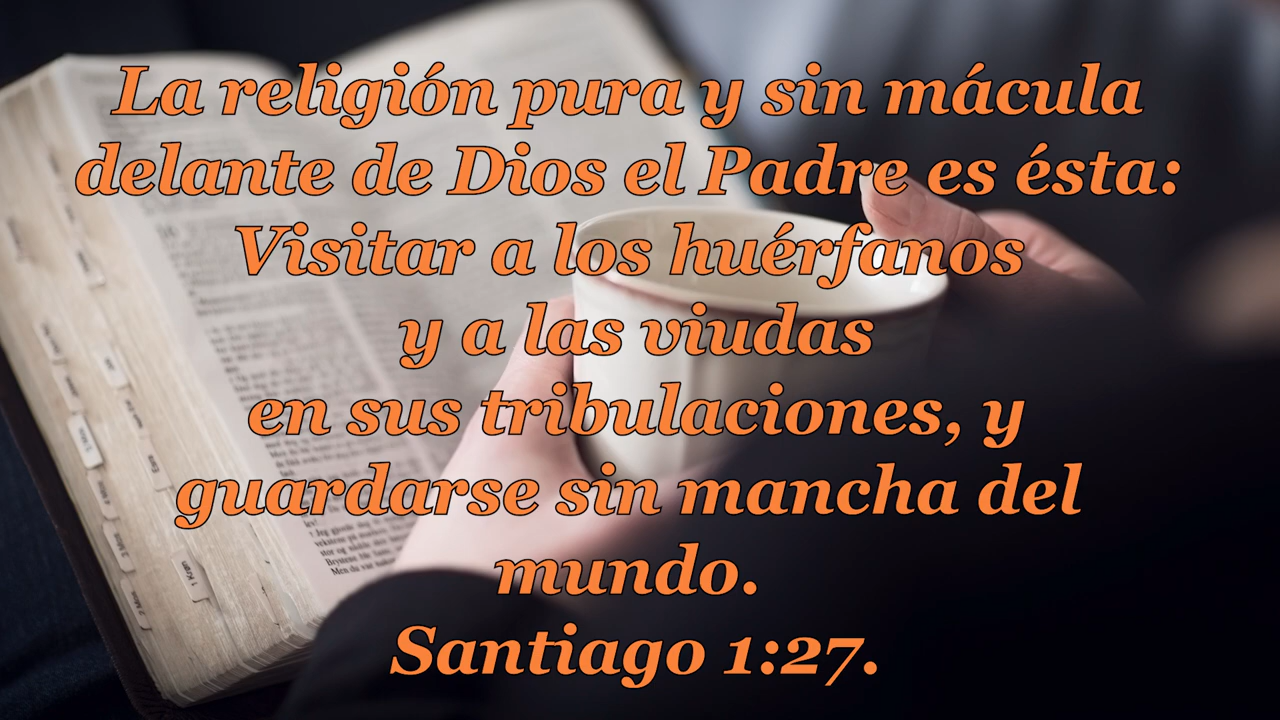 La religión pura y sin mácula
delante de Dios el Padre es ésta:
Visitar a los huérfanos
y a las viudas
en sus tribulaciones, y
guardarse sin mancha del
mundo.
Santiago 1:27.